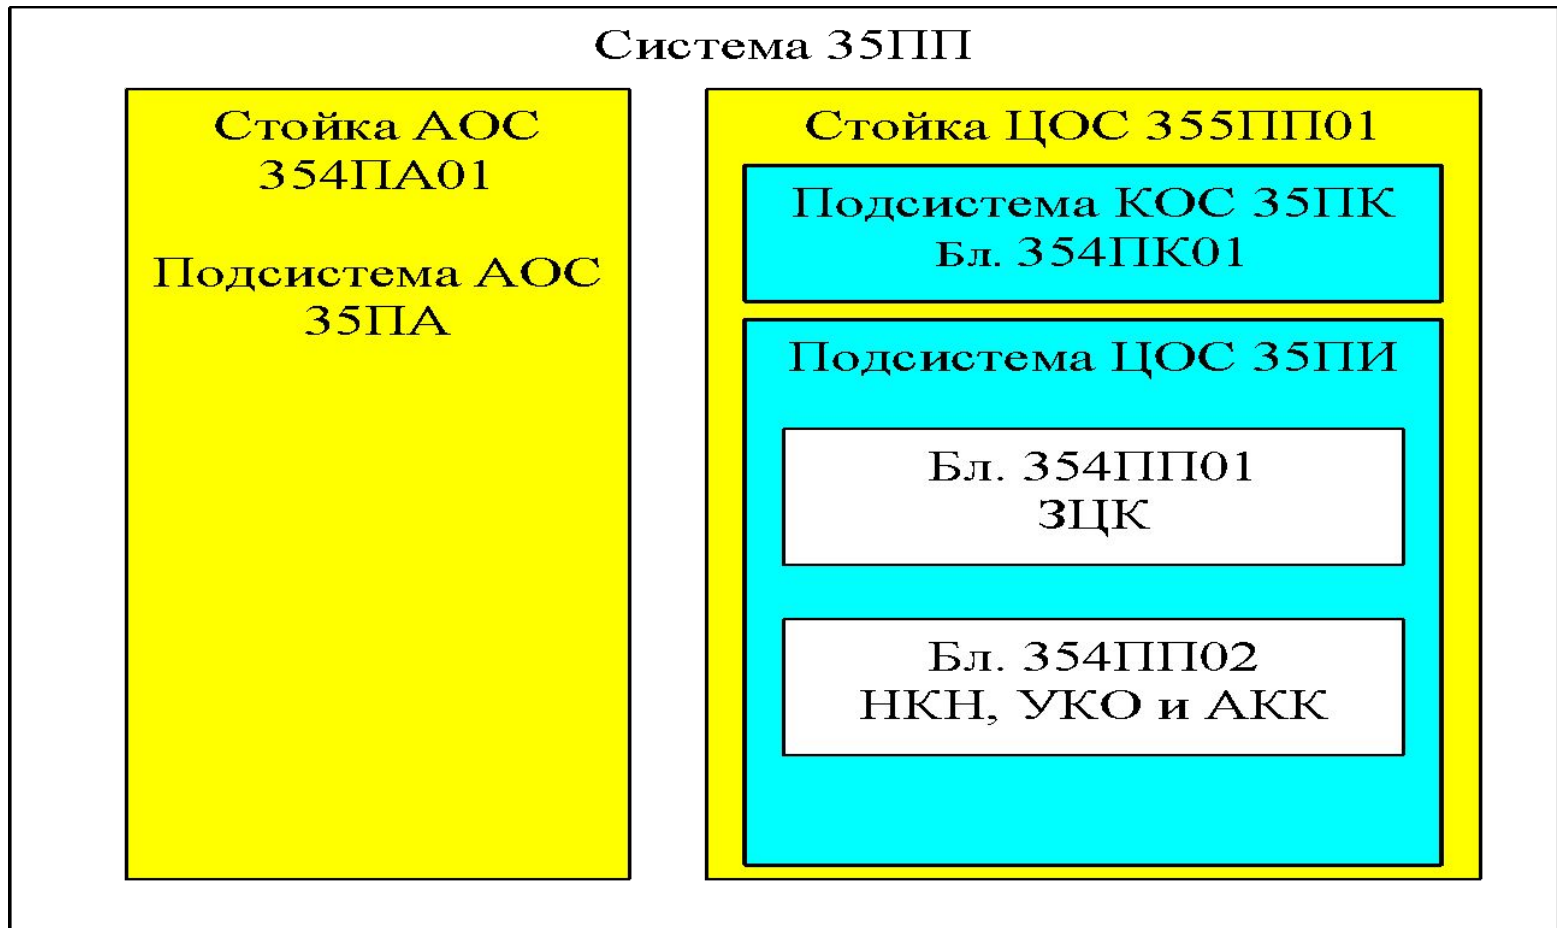 Система 35ПП
Стойка АОС
354ПА01
Подсистема АОС
35ПА
Стойка ЦОС 355ПП01
Подсистема КОС 35ПК
Бл. 354ПК01
Подсистема ЦОС 35ПИ
Бл. 354ПП01
ЗЦК
Бл. 354ПП02
НКН, УКО и АКК